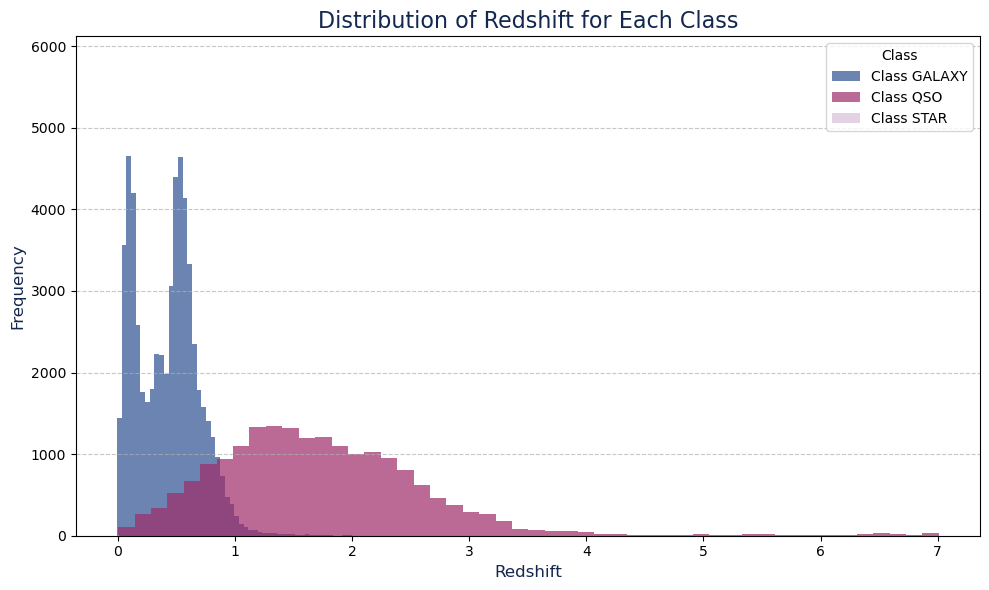 Distribution of Redshift for Each Class
6000
5000
4000
3000
2000
1000
0
Frequency
Class
Class GALAXY
Class QSO
Class STAR
0 1 2 3 4 5 6 7
Redshift